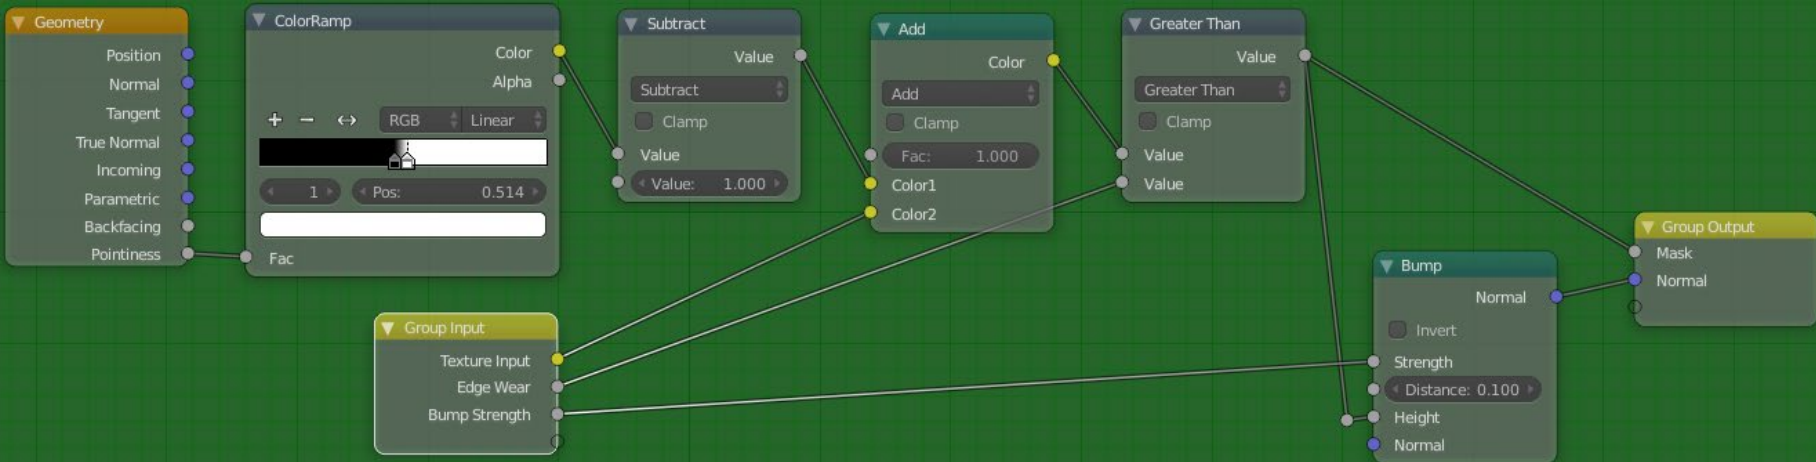 Geometry
Position
Normal
Tangent
True Normal
Incoming
Parametric
Backfacing
Pointiness
ColorRamp
Color
Alpha
+ − ↔ RGB Linear
1 Pos: 0.514
Fac
Subtract
Value
Subtract
Clamp
Value
Value: 1.000
Add
Color
Add
Clamp
Fac: 1.000
Color1
Color2
Greater Than
Value
Greater Than
Clamp
Value
Value
Group Input
Texture Input
Edge Wear
Bump Strength
Bump
Normal
Invert
Strength
Distance: 0.100
Height
Normal
Group Output
Mask
Normal